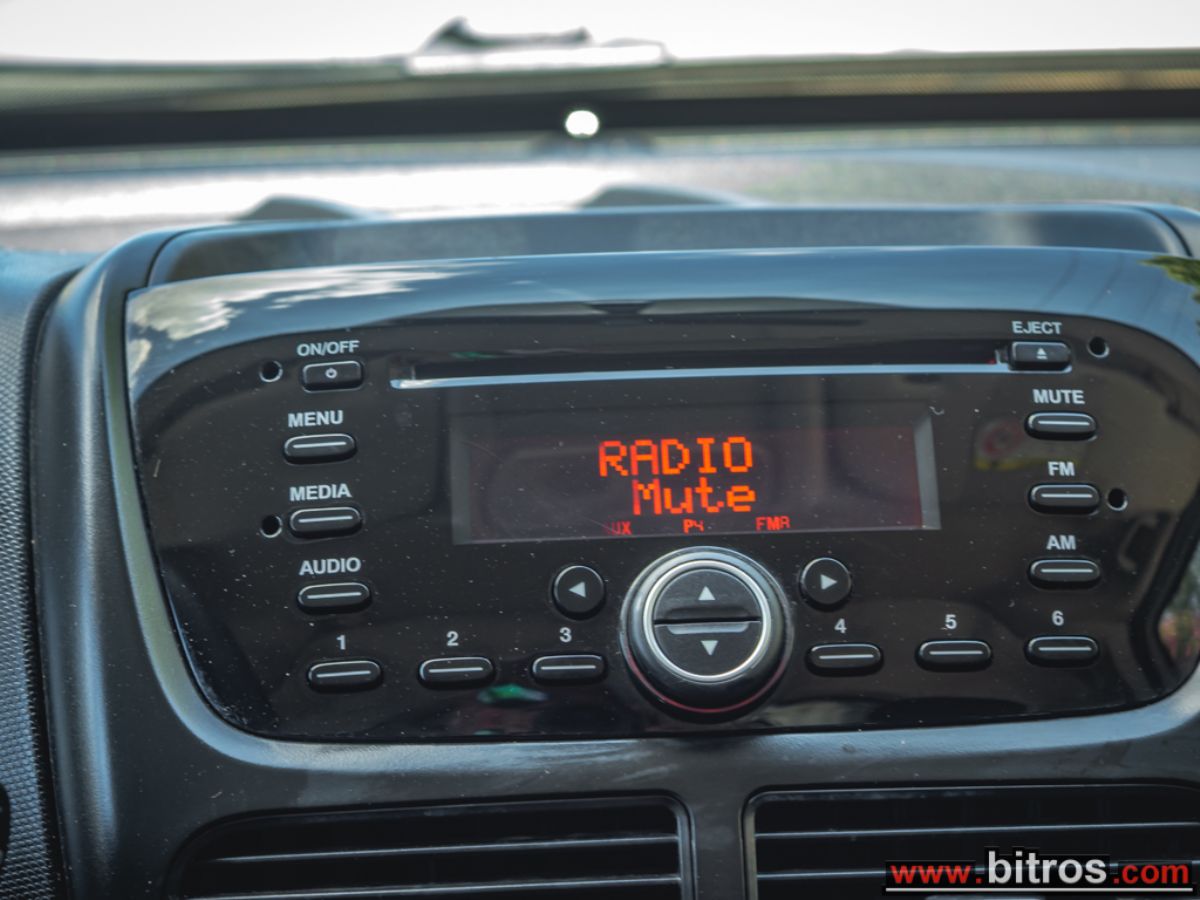 EJECT
ON/OFF
MENU
MUTE
RADIO
Mute
MEDIA
FM
P4 FMA
AUDIO
AM
1 2 3 4 5 6
www.bitros.com